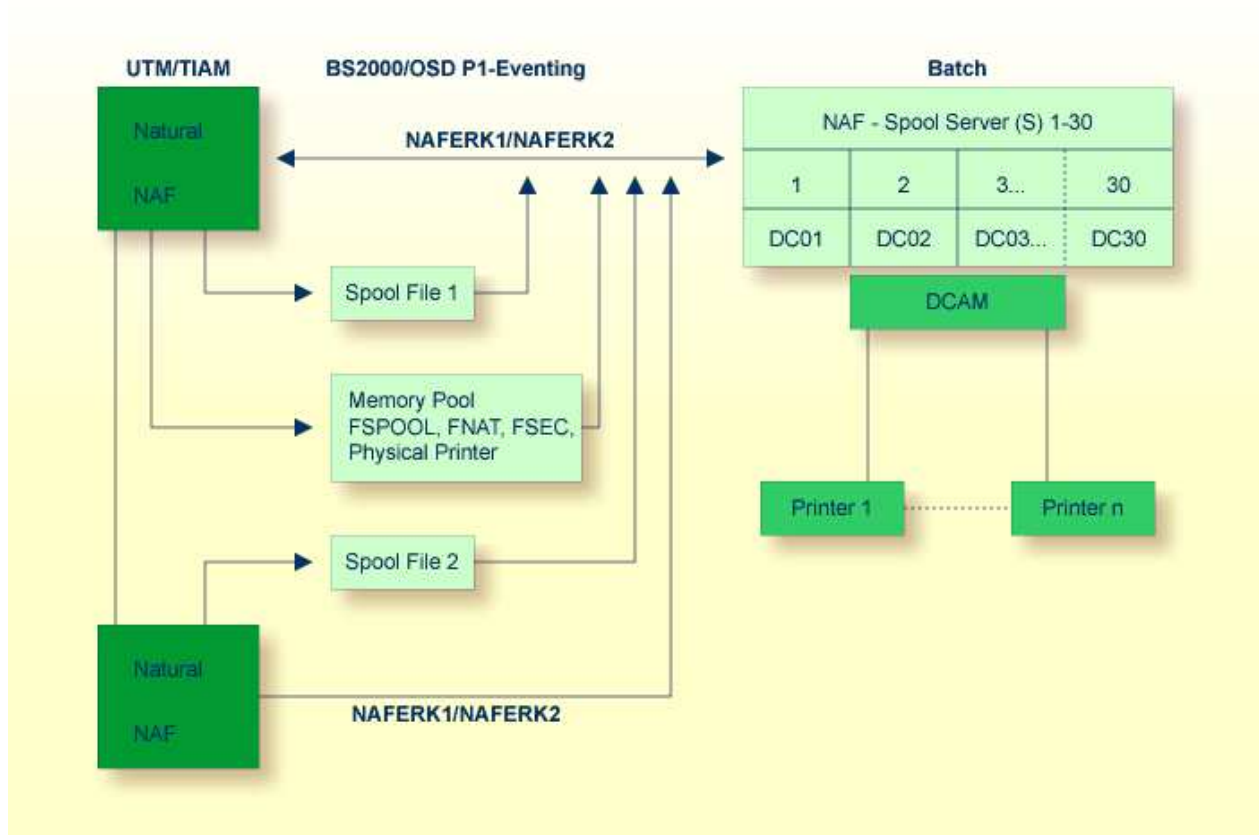 UTM/TIAM
BS2000/OSD P1-Eventing
Batch
Natural
NAF
NAFERK1/NAFERK2
NAF - Spool Server (S) 1-30
1
2
3...
30
DC01
DC02
DC03...
DC30
DCAM
Spool File 1
Memory Pool
FSPOOL, FNAT, FSEC,
Physical Printer
Printer 1
Printer n
Spool File 2
Natural
NAF
NAFERK1/NAFERK2